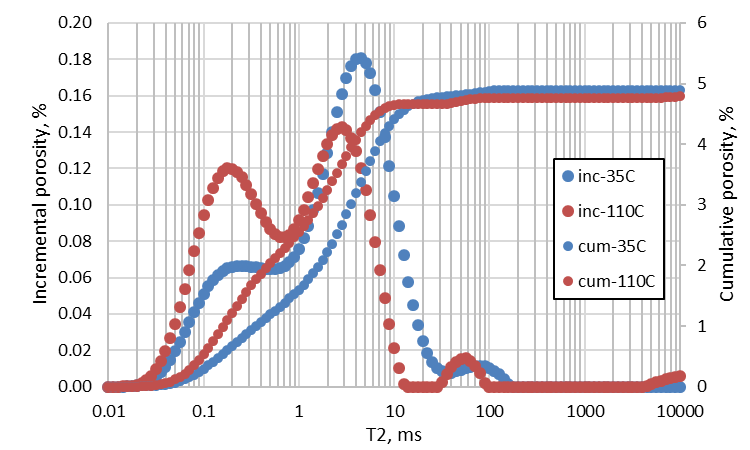 Incremental porosity, %
0.20
0.18
0.16
0.14
0.12
0.10
0.08
0.06
0.04
0.02
0.00
0.01 0.1 1 10 100 1000 10000
T2, ms
6
5
4
3
2
1
0
Cumulative porosity, %
inc-35C
inc-110C
cum-35C
cum-110C